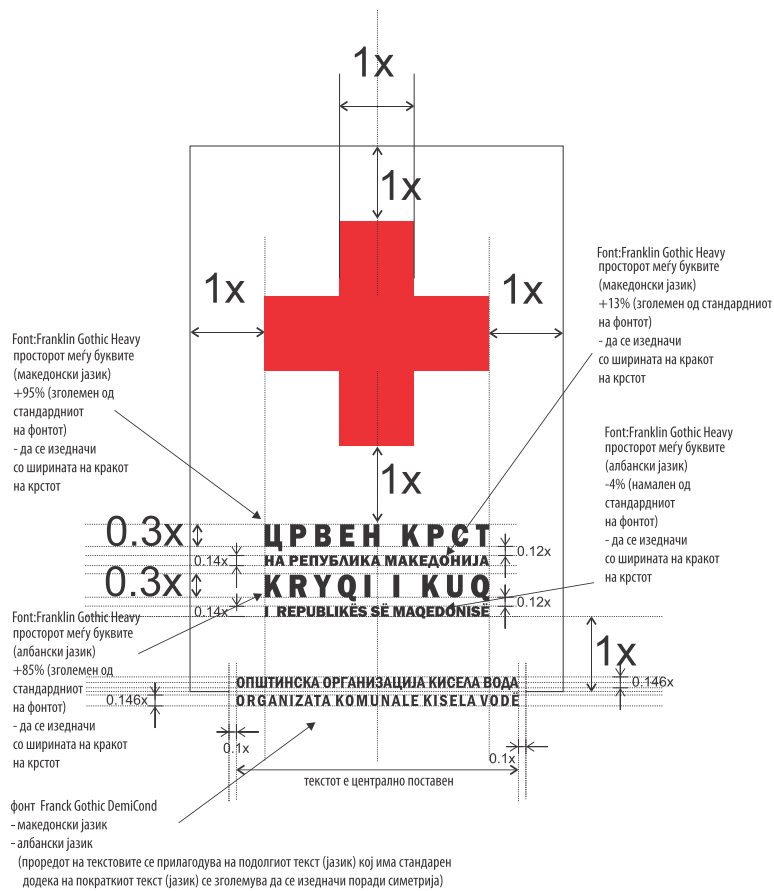 1x
1x
1x
1x
Font:Franklin Gothic Heavy
просторот меѓу буквите
(македонски јазик)
+13% (зголемен од стандардниот
на фонтот)
- да се изедначи
со ширината на кракот
на крстот
Font:Franklin Gothic Heavy
просторот меѓу буквите
(македонски јазик)
+95% (зголемен од
стандардниот
на фонтот)
- да се изедначи
со ширината на кракот
на крстот
Font:Franklin Gothic Heavy
просторот меѓу буквите
(албански јазик)
-4% (намален од
стандардниот
на фонтот)
- да се изедначи
со ширината на кракот
на крстот
1x
0.3x
ЦРВЕН КРСТ
0.12x
0.14x
НА РЕПУБЛИКА МАКЕДОНИЈА
0.3x
KRYQI I KUQ
0.12x
0.14x
I REPUBLIKËS SË MAQEDONISË
Font:Franklin Gothic Heavy
просторот меѓу буквите
(албански јазик)
+85% (зголемен од
стандардниот
на фонтот)
- да се изедначи
со ширината на кракот
на крстот
1x
ОПШТИНСКА ОРГАНИЗАЦИЈА КИСЕЛА ВОДА
0.146x
0.146x
ORGANIZATA KOMUNALE KISELA VODË
0.1x
0.1x
текстот е централно поставен
фонт Franck Gothic DemiCond
- македонски јазик
- албански јазик
(проредот на текстовите се прилагодува на подолгиот текст (јазик) кој има стандарен
додека на пократкиот текст (јазик) се зголемува да се изедначи поради симетрија)